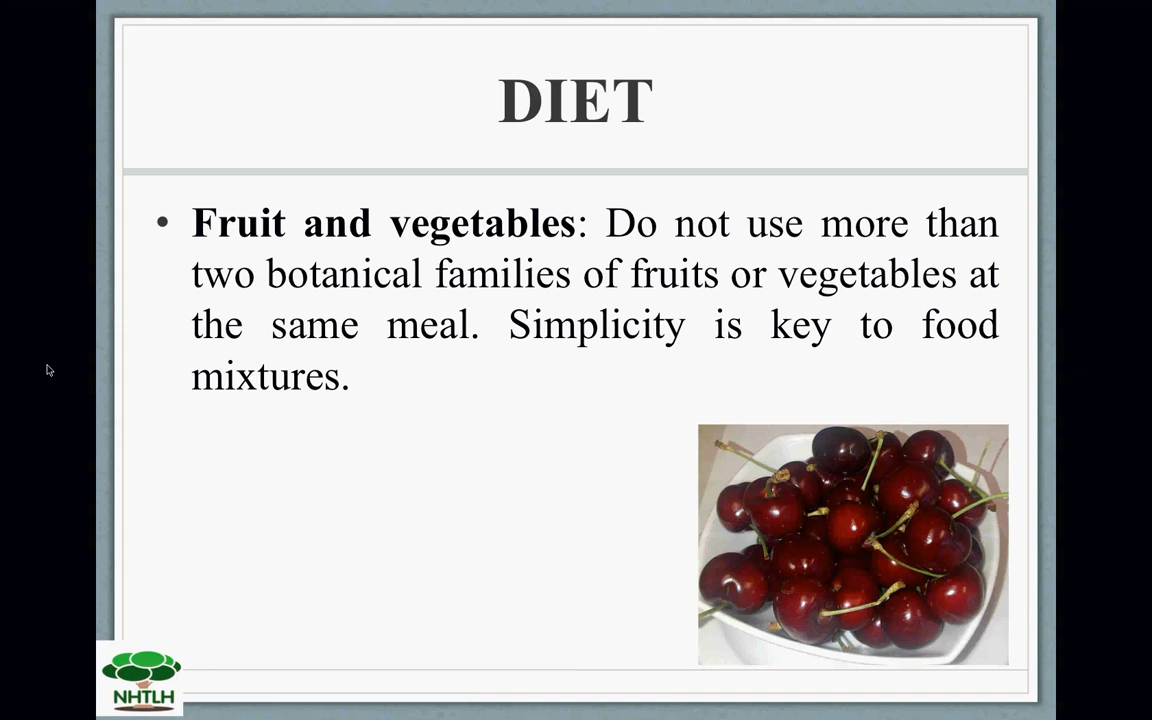 DIET
• Fruit and vegetables: Do not use more than
two botanical families of fruits or vegetables at
the same meal. Simplicity is key to food
mixtures.
NHTLH